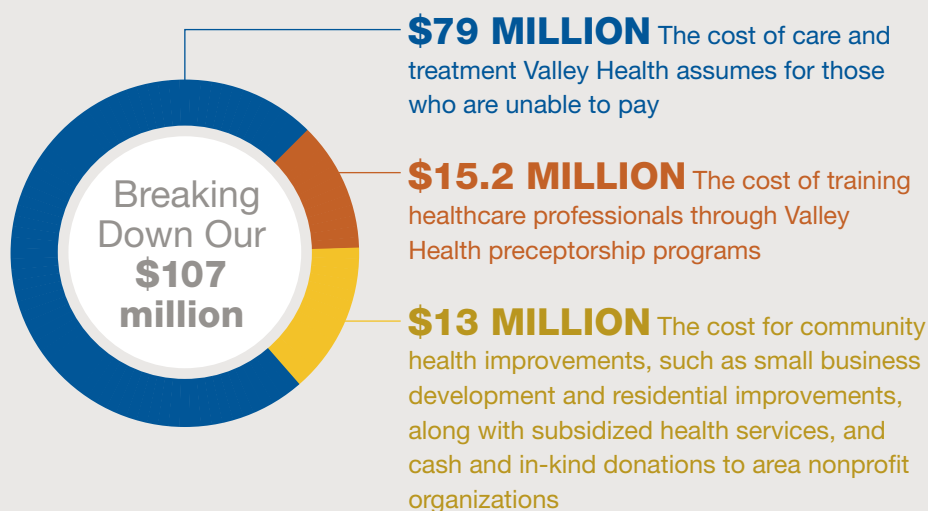 Breaking
Down Our
$107
million
$79 MILLION The cost of care and
treatment Valley Health assumes for those
who are unable to pay
$15.2 MILLION The cost of training
healthcare professionals through Valley
Health preceptorship programs
$13 MILLION The cost for community
health improvements, such as small business
development and residential improvements,
along with subsidized health services, and
cash and in-kind donations to area nonprofit
organizations